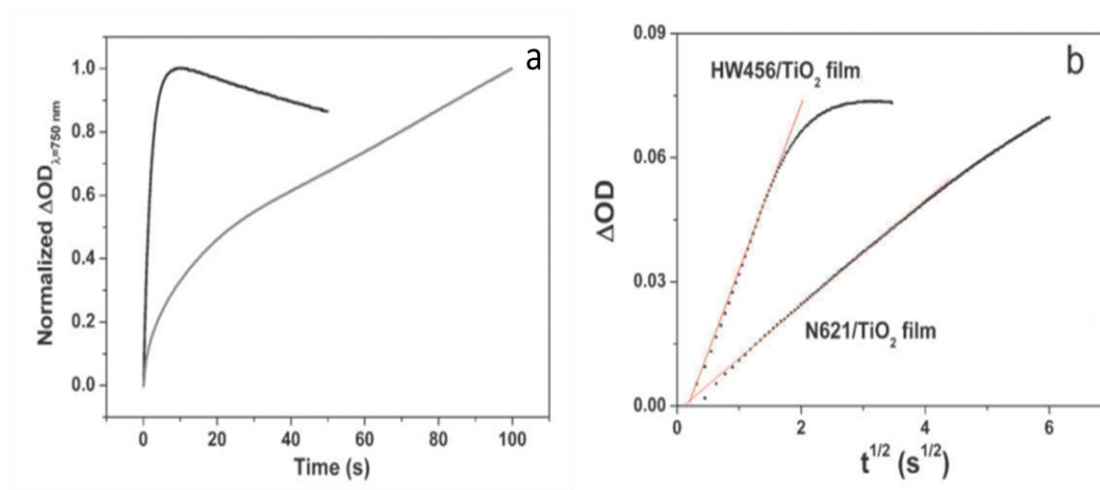 a
Normalized ΔOD λ=750 nm
1.0
0.8
0.6
0.4
0.2
0.0
0 20 40 60 80 100
Time (s)
b
HW456/TiO2 film
N621/TiO2 film
ΔOD
0.09
0.06
0.03
0.00
0 2 4 6
t^1/2 (s^1/2)